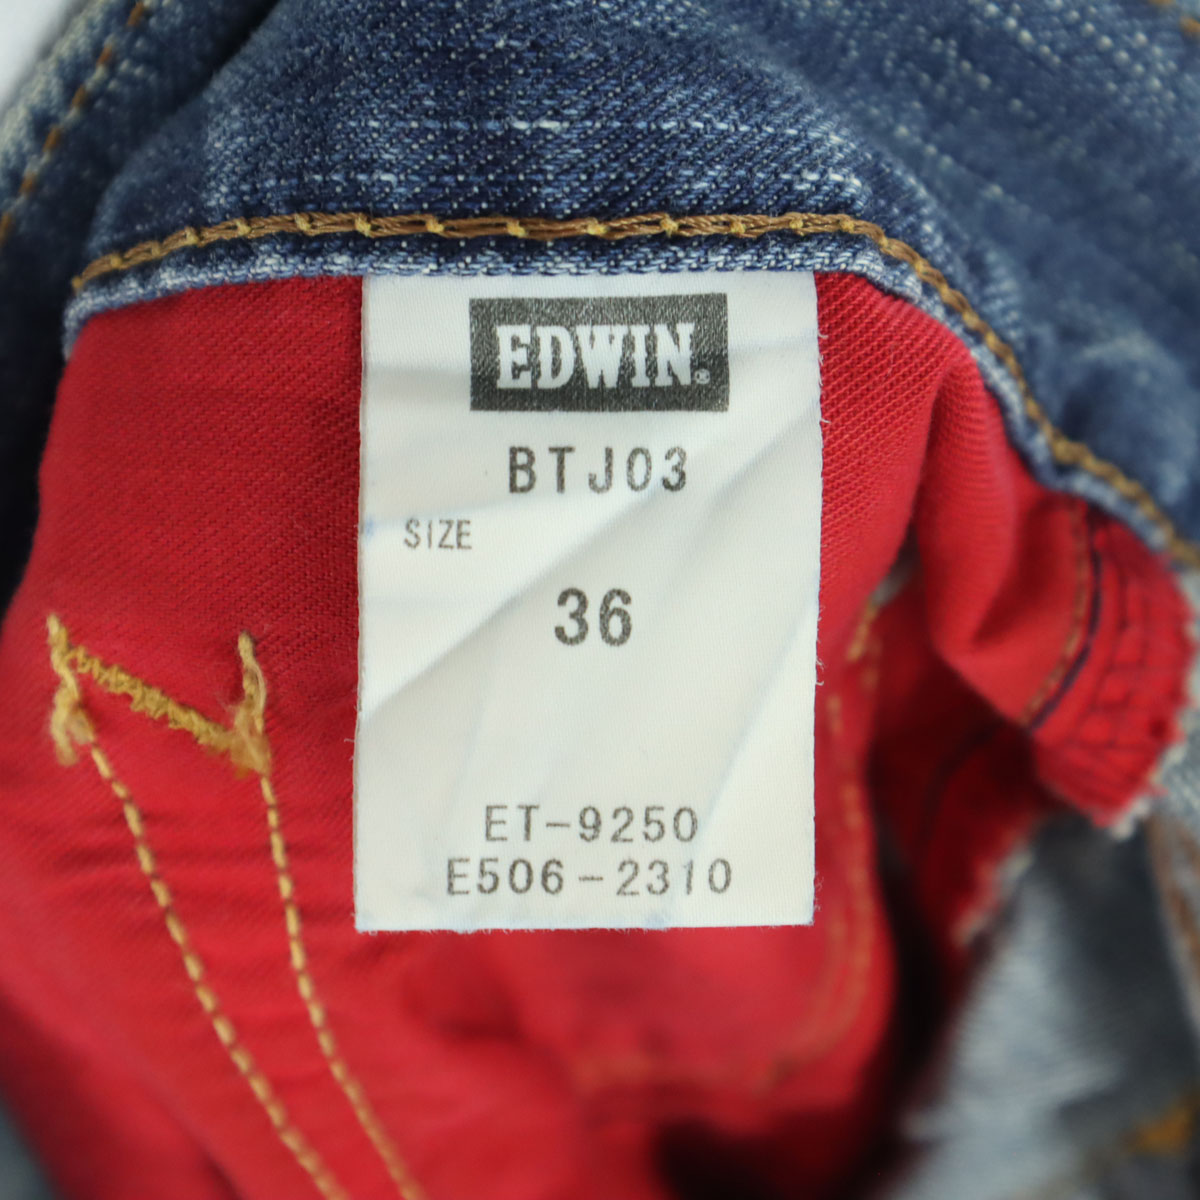 EDWIN®
BTJ03
SIZE
36
ET-9250
E506-2310